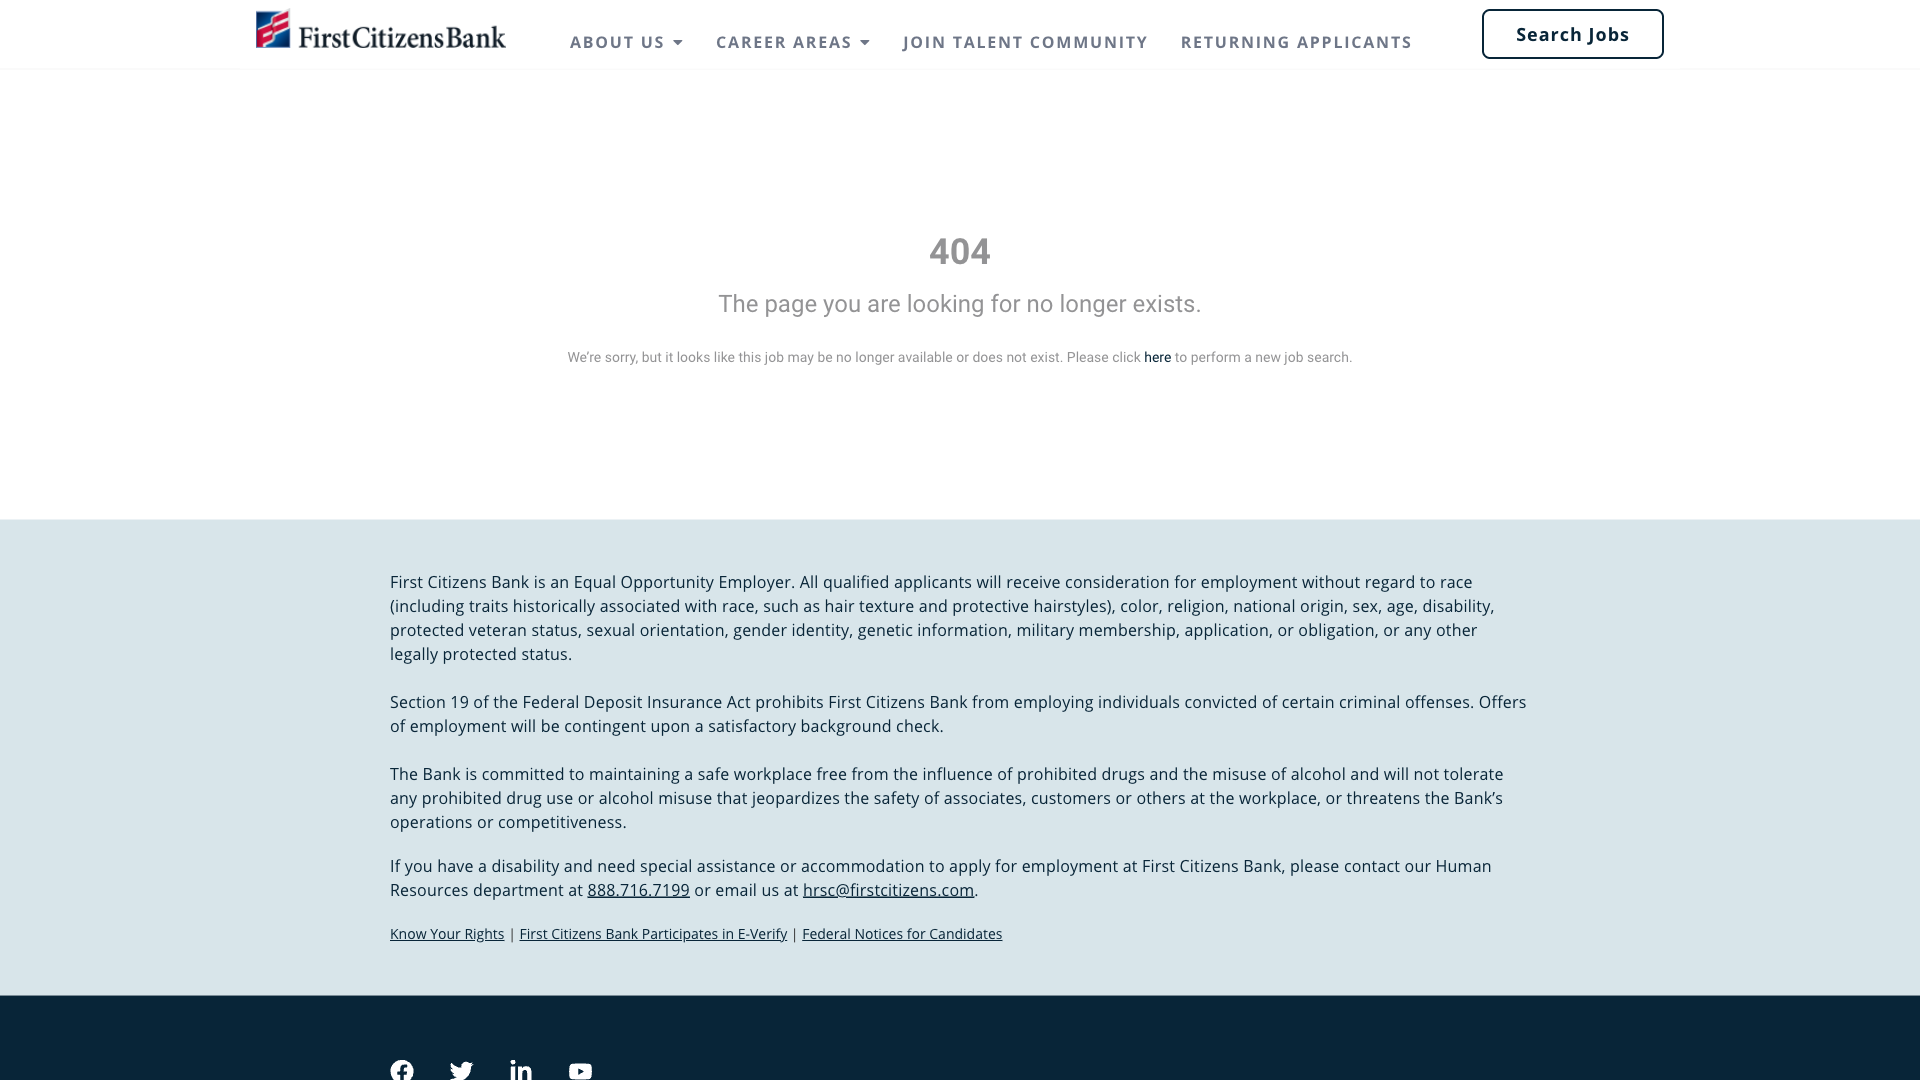 First Citizens Bank
ABOUT US
CAREER AREAS
JOIN TALENT COMMUNITY
RETURNING APPLICANTS
Search Jobs
404
The page you are looking for no longer exists.
We're sorry, but it looks like this job may be no longer available or does not exist. Please click here to perform a new job search.
First Citizens Bank is an Equal Opportunity Employer. All qualified applicants will receive consideration for employment without regard to race
(including traits historically associated with race, such as hair texture and protective hairstyles), color, religion, national origin, sex, age, disability,
protected veteran status, sexual orientation, gender identity, genetic information, military membership, application, or obligation, or any other
legally protected status.
Section 19 of the Federal Deposit Insurance Act prohibits First Citizens Bank from employing individuals convicted of certain criminal offenses. Offers
of employment will be contingent upon a satisfactory background check.
The Bank is committed to maintaining a safe workplace free from the influence of prohibited drugs and the misuse of alcohol and will not tolerate
any prohibited drug use or alcohol misuse that jeopardizes the safety of associates, customers or others at the workplace, or threatens the Bank’s
operations or competitiveness.
If you have a disability and need special assistance or accommodation to apply for employment at First Citizens Bank, please contact our Human
Resources department at 888.716.7199 or email us at hrsc@firstcitizens.com.
Know Your Rights | First Citizens Bank Participates in E-Verify | Federal Notices for Candidates